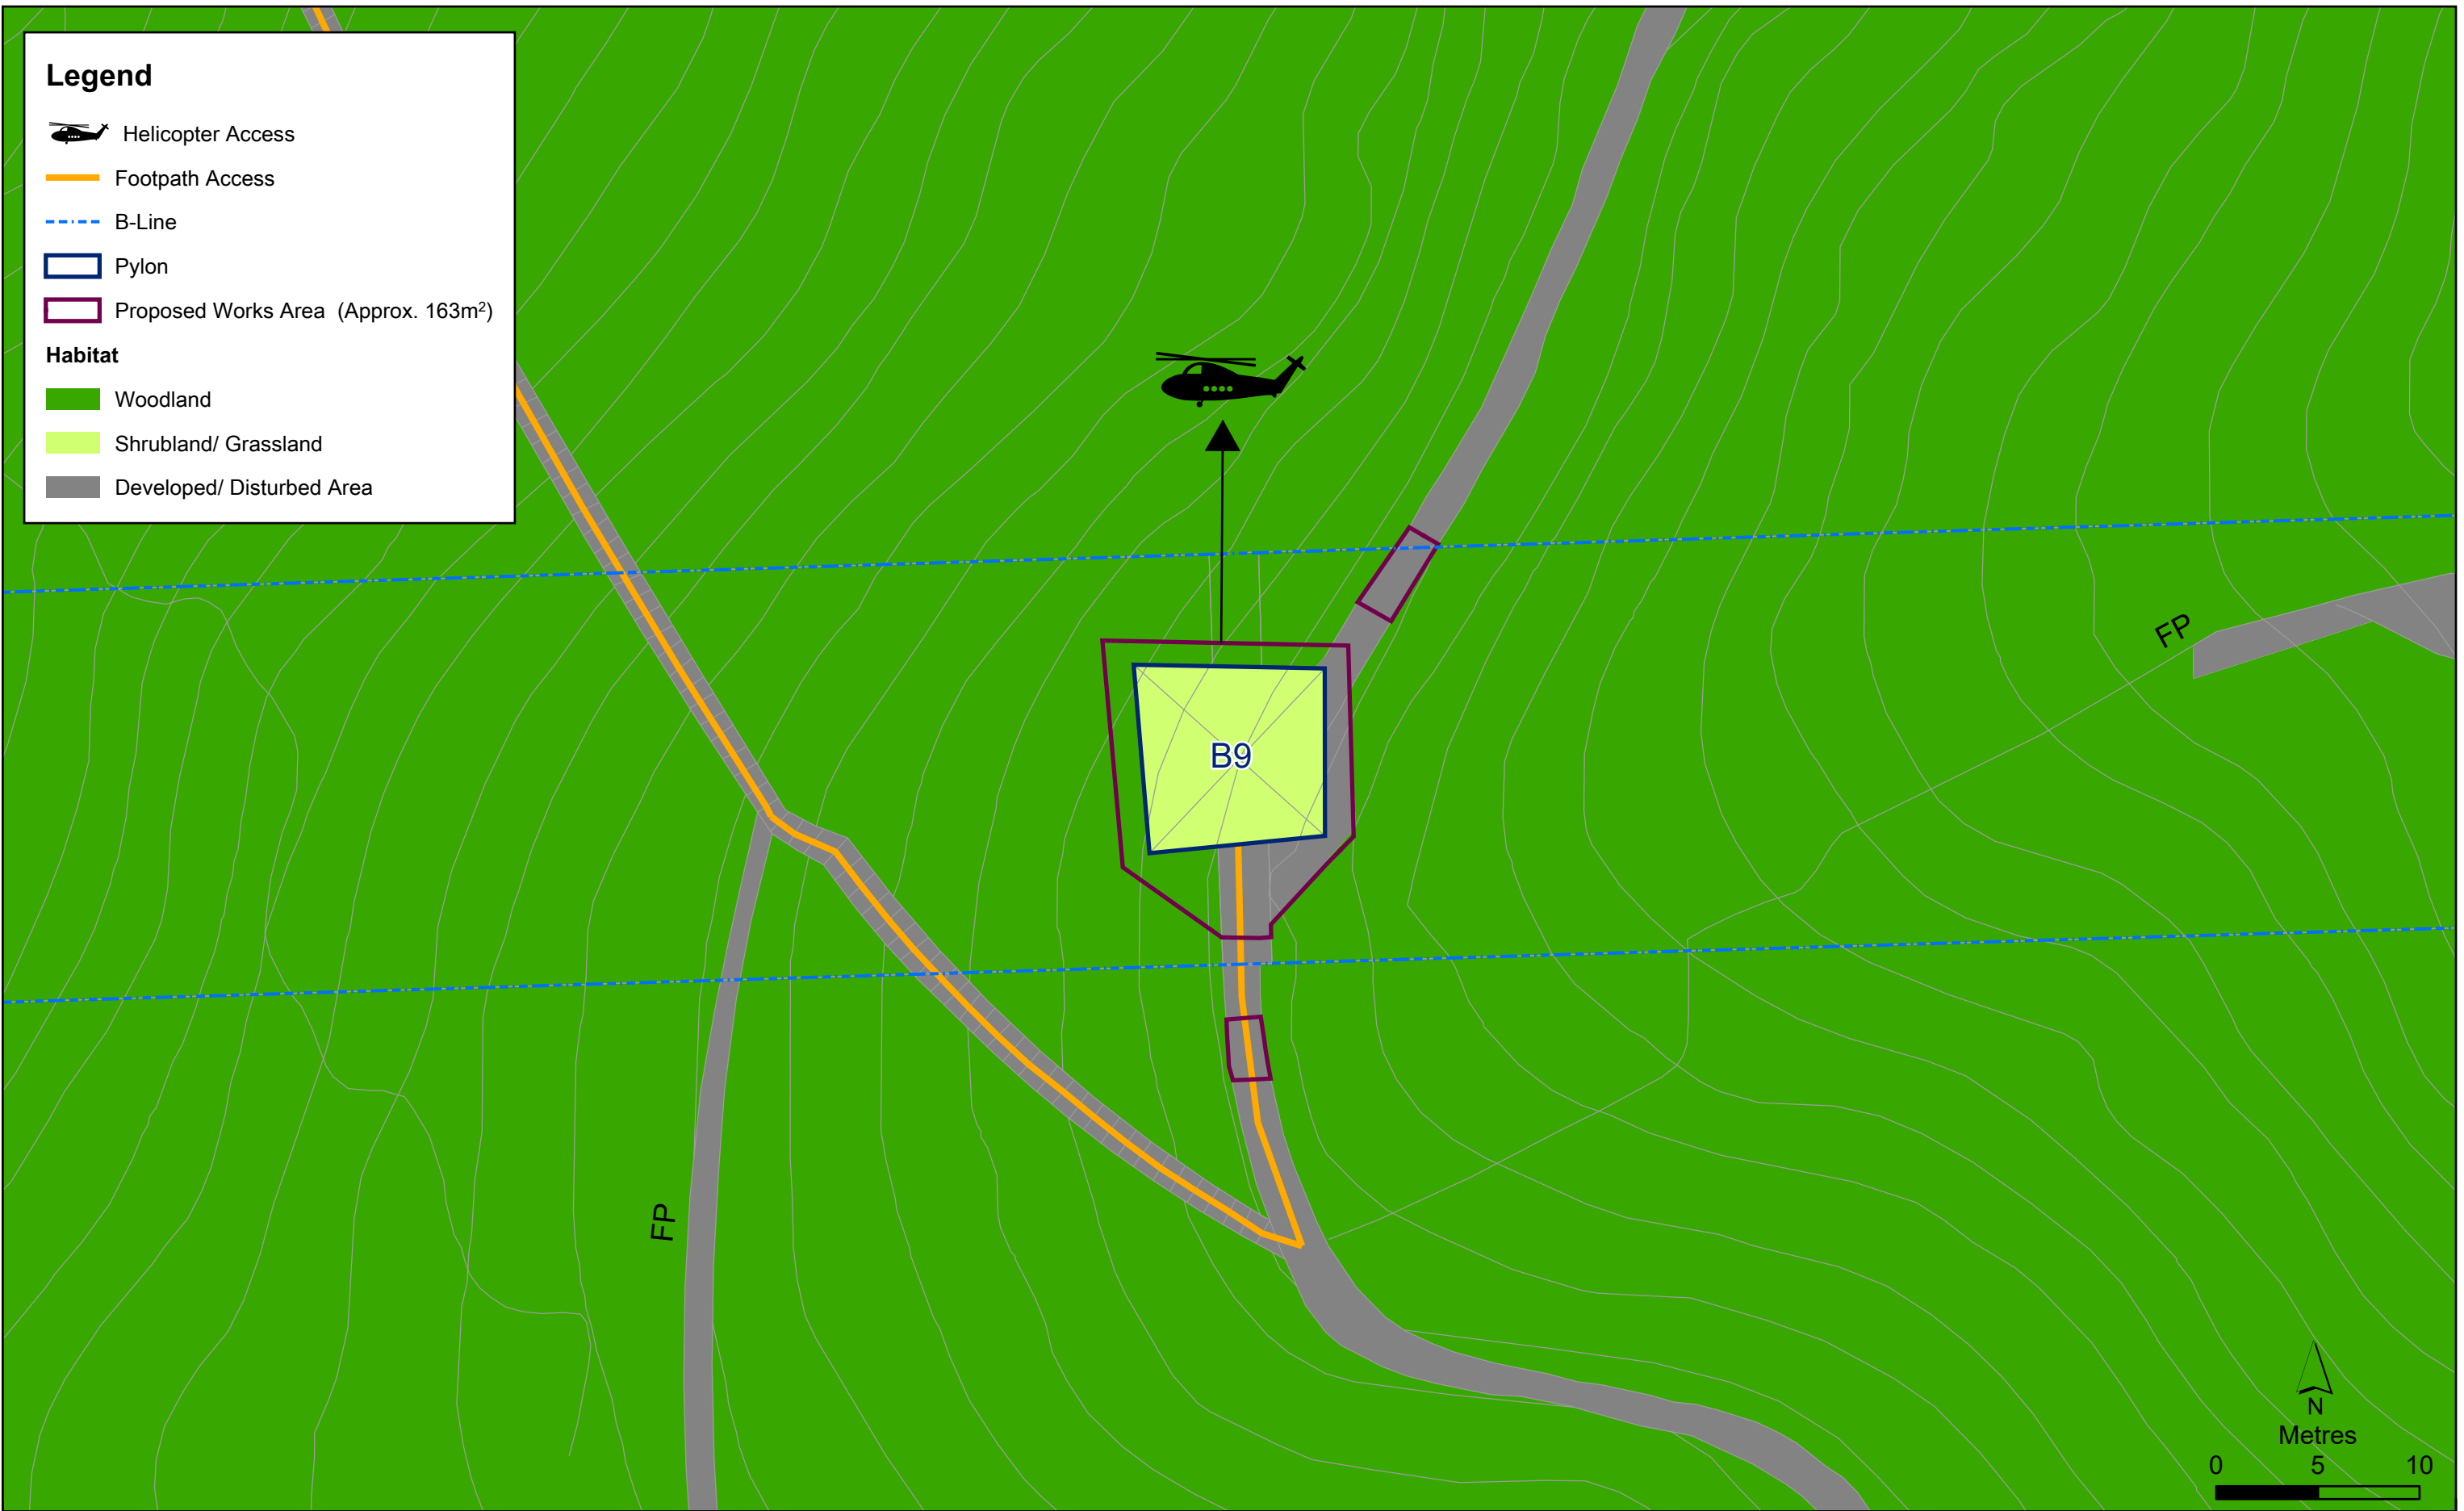 Legend
Helicopter Access
Footpath Access
B-Line
Pylon
Proposed Works Area (Approx. 163m²)
Habitat
Woodland
Shrubland/ Grassland
Developed/ Disturbed Area
FP
B9
FP
N
Metres
0 5 10